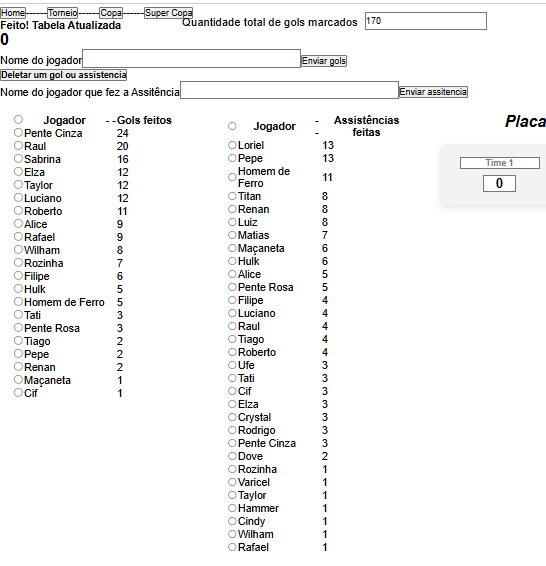 Home------Torneio------Copa------Super Copa
Feito! Tabela Atualizada
Quantidade total de gols marcados 170
0
Nome do jogador Enviar gols
Deletar um gol ou assistencia
Nome do jogador que fez a Assitência Enviar assitencia
Placa
Time 1
0
Jogador - - Gols feitos
Pente Cinza 24
Raul 20
Sabrina 16
Elza 12
Taylor 12
Luciano 12
Roberto 11
Alice 9
Rafael 9
Wilham 8
Rozinha 7
Filipe 6
Hulk 5
Homem de Ferro 5
Tati 3
Pente Rosa 3
Tiago 2
Pepe 2
Renan 2
Maçaneta 1
Cif 1
Jogador - - Assistências
feitas
Loriel 13
Pepe 13
Homem de
Ferro 11
Titan 8
Renan 8
Luiz 8
Matias 7
Maçaneta 6
Hulk 6
Alice 5
Pente Rosa 5
Filipe 4
Luciano 4
Raul 4
Tiago 4
Roberto 4
Ufe 3
Tati 3
Cif 3
Elza 3
Crystal 3
Rodrigo 3
Pente Cinza 3
Dove 2
Rozinha 1
Varicel 1
Taylor 1
Hammer 1
Cindy 1
Wilham 1
Rafael 1